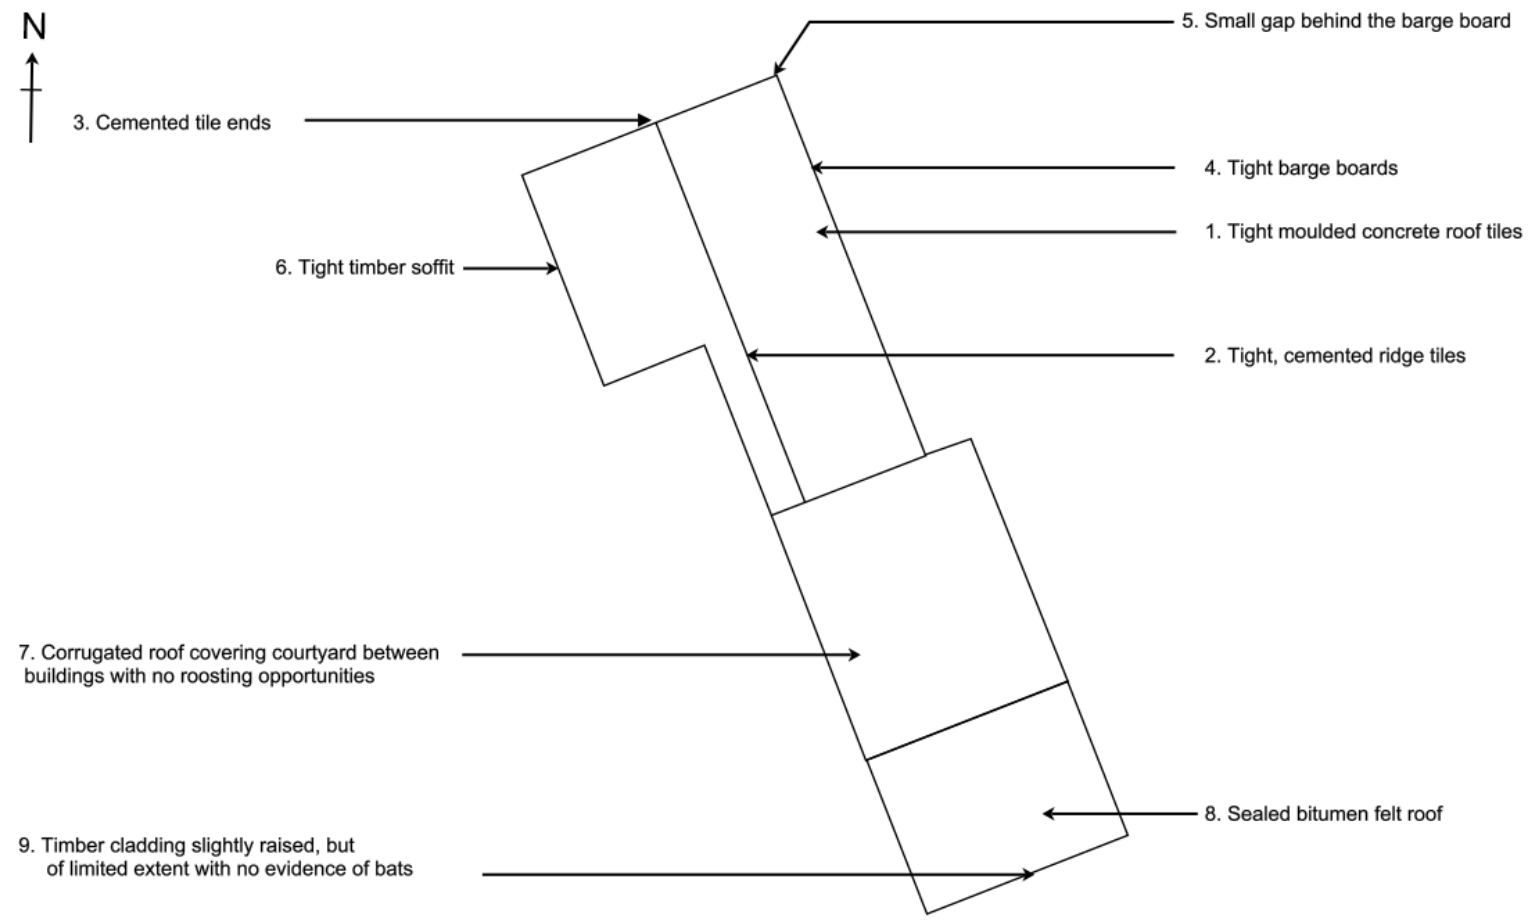 N
5. Small gap behind the barge board
3. Cemented tile ends
4. Tight barge boards
1. Tight moulded concrete roof tiles
6. Tight timber soffit
2. Tight, cemented ridge tiles
7. Corrugated roof covering courtyard between
buildings with no roosting opportunities
8. Sealed bitumen felt roof
9. Timber cladding slightly raised, but
of limited extent with no evidence of bats